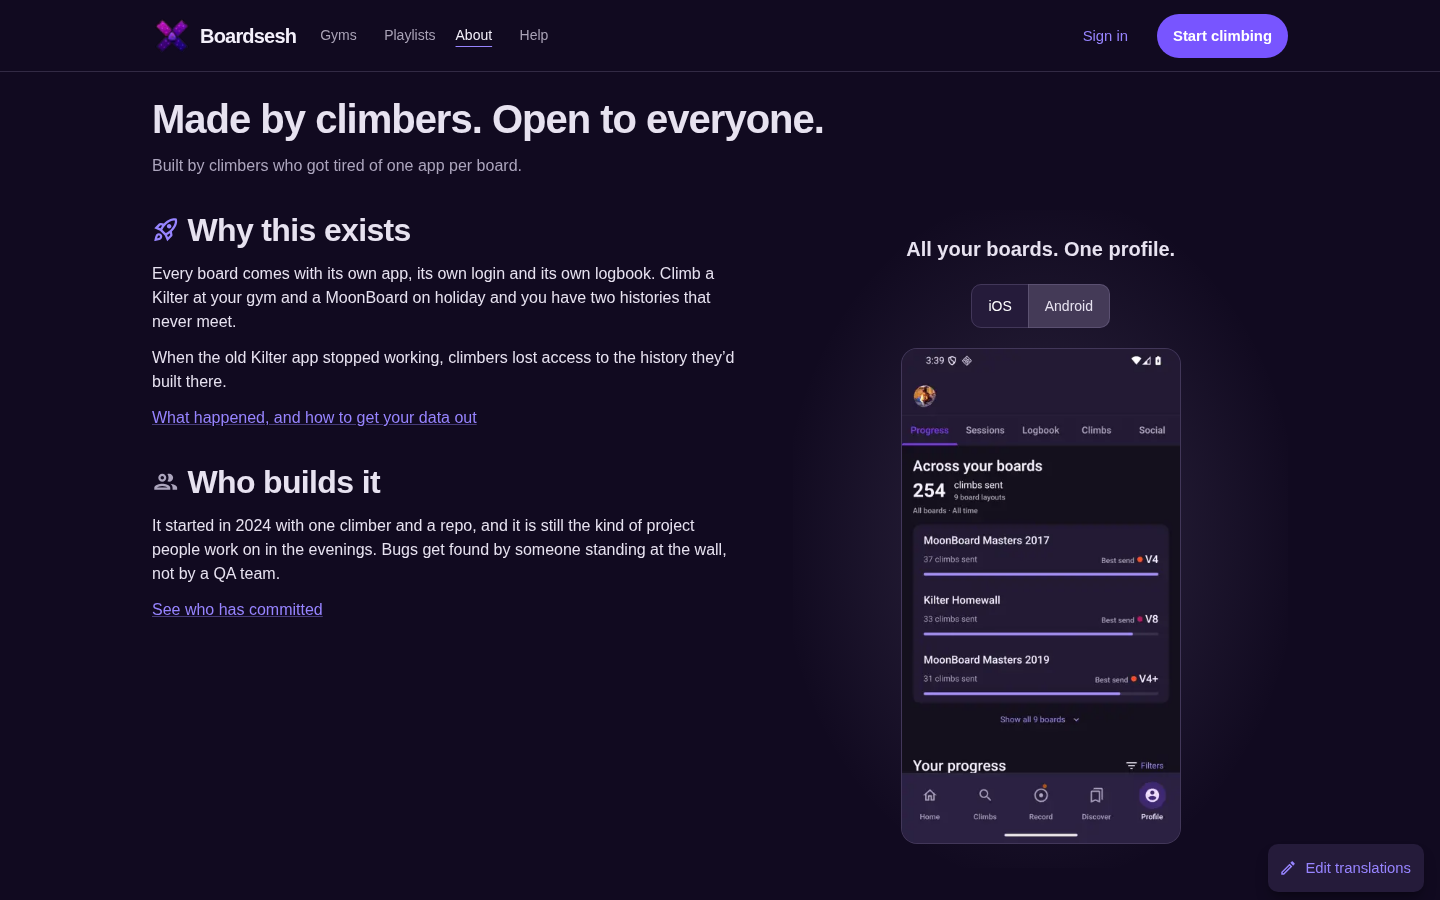 Boardsesh
Gyms
Playlists
About
Help
Sign in
Start climbing
Made by climbers. Open to everyone.
Built by climbers who got tired of one app per board.
Why this exists
Every board comes with its own app, its own login and its own logbook. Climb a
Kilter at your gym and a MoonBoard on holiday and you have two histories that
never meet.
When the old Kilter app stopped working, climbers lost access to the history they’d
built there.
What happened, and how to get your data out
Who builds it
It started in 2024 with one climber and a repo, and it is still the kind of project
people work on in the evenings. Bugs get found by someone standing at the wall,
not by a QA team.
See who has committed
All your boards. One profile.
iOS
Android
3:39
Progress
Sessions
Logbook
Climbs
Social
Across your boards
254 climbs sent
9 board layouts
All boards · All time
MoonBoard Masters 2017
37 climbs sent
Best send V4
Kilter Homewall
33 climbs sent
Best send V8
MoonBoard Masters 2019
31 climbs sent
Best send V4+
Show all 9 boards
Your progress
Filters
Home
Climbs
Record
Discover
Profile
Edit translations